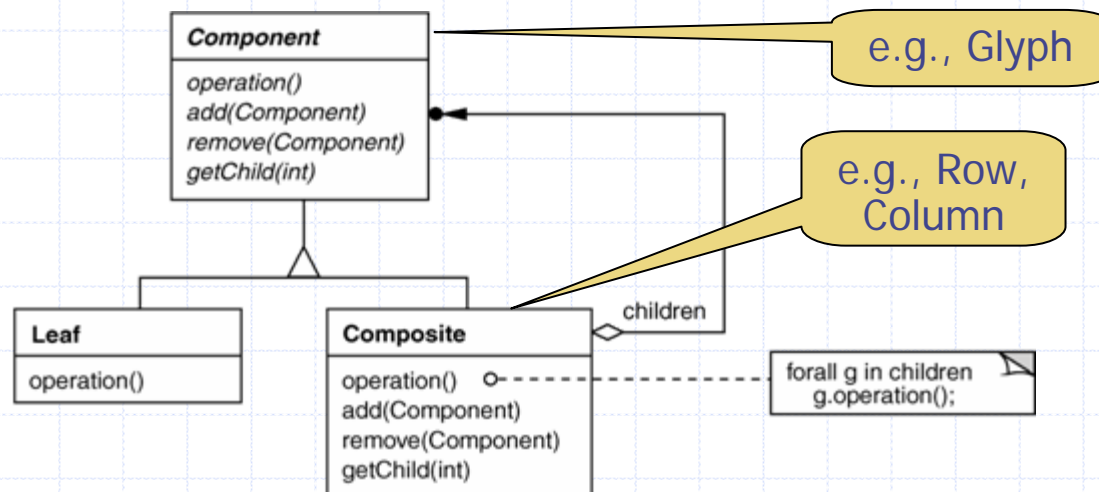 Component
operation()
add(Component)
remove(Component)
getChild(int)
e.g., Glyph
e.g., Row,
Column
Leaf
operation()
Composite
operation()
add(Component)
remove(Component)
getChild(int)
children
forall g in children
g.operation();